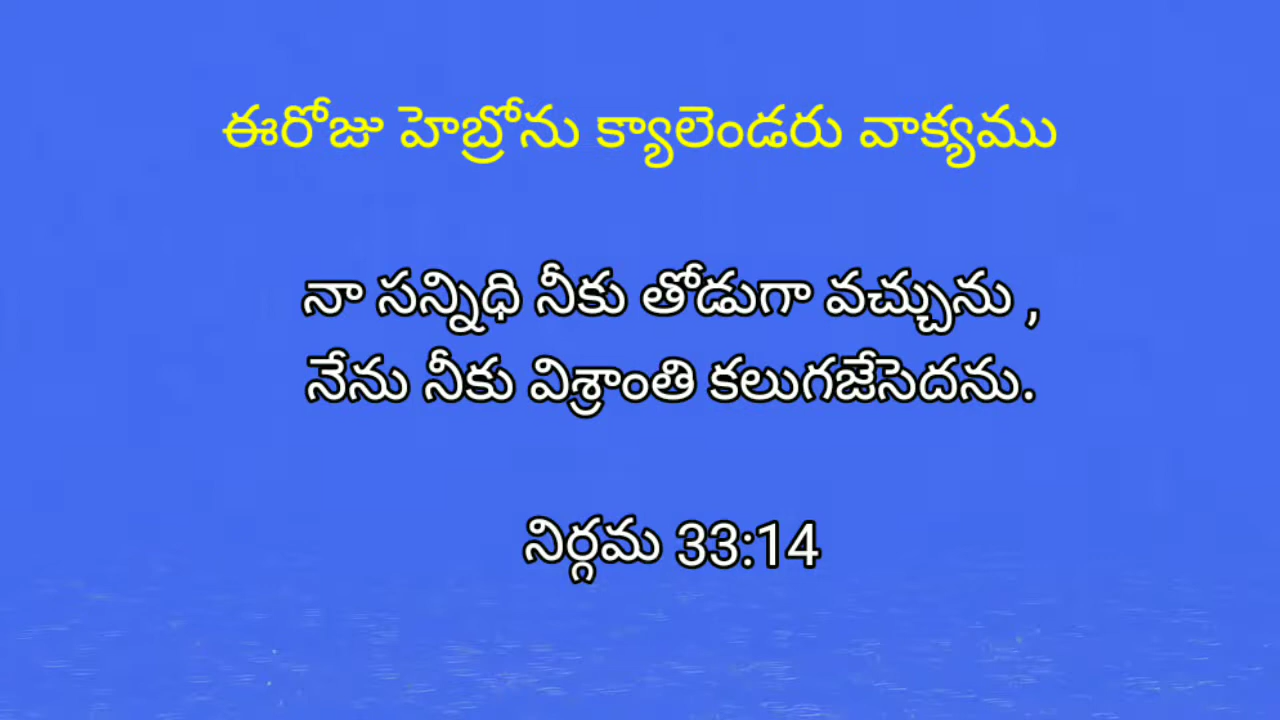 ఈరోజు హెబ్రోను క్యాలెండరు వాక్యము
నా సన్నిధి నీకు తోడుగా వచ్చును ,
నేను నీకు విశ్రాంతి కలుగజేసెదను.
నిర్గమ 33:14